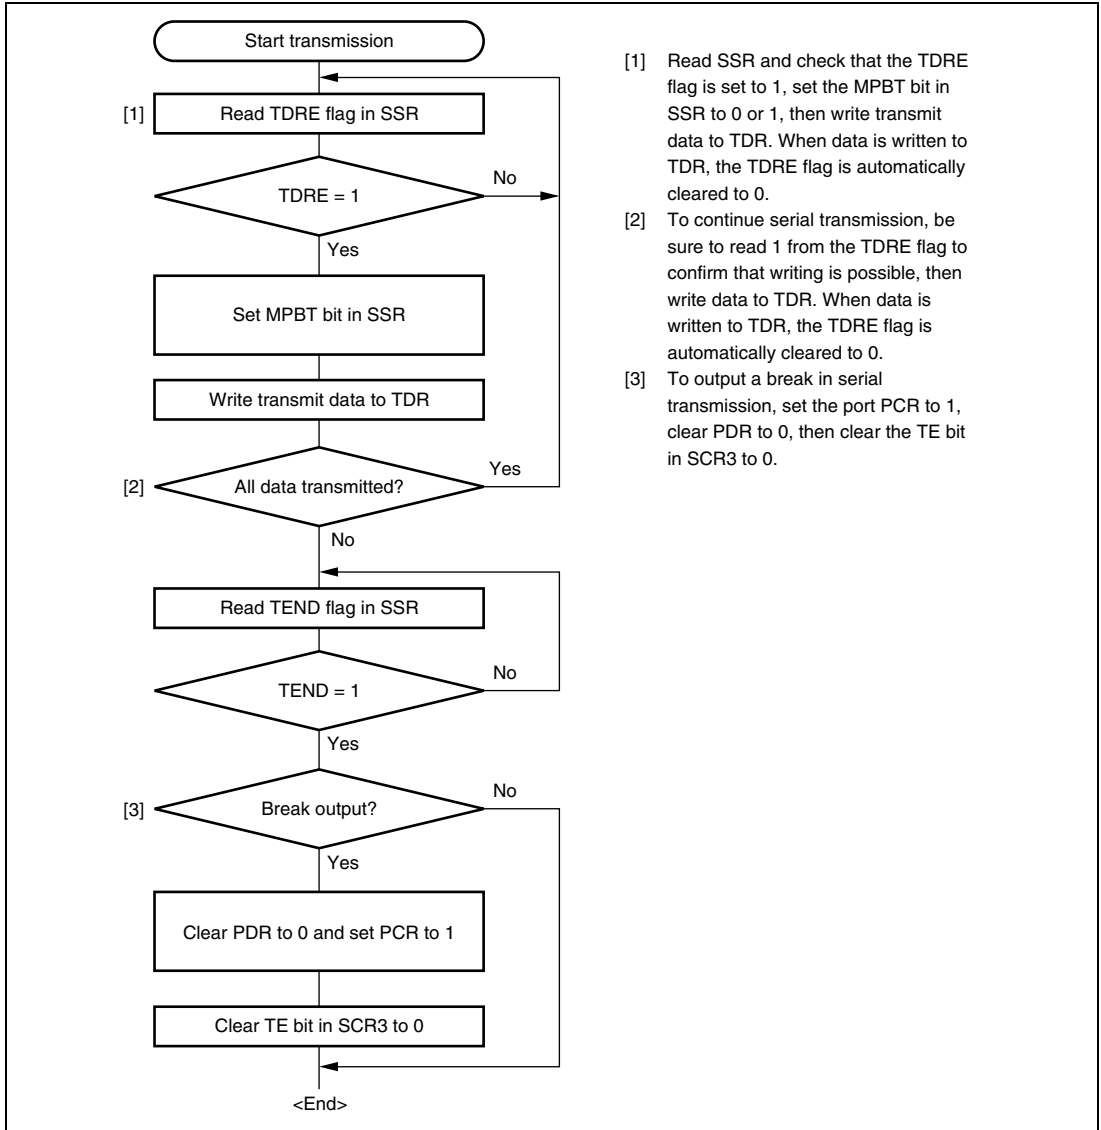 Start transmission
[1]
Read TDRE flag in SSR
TDRE = 1
No
Yes
Set MPBT bit in SSR
Write transmit data to TDR
[2]
All data transmitted?
Yes
No
Read TEND flag in SSR
TEND = 1
No
Yes
[3]
Break output?
No
Yes
Clear PDR to 0 and set PCR to 1
Clear TE bit in SCR3 to 0
<End>
[1] Read SSR and check that the TDRE
flag is set to 1, set the MPBT bit in
SSR to 0 or 1, then write transmit
data to TDR. When data is written to
TDR, the TDRE flag is automatically
cleared to 0.
[2] To continue serial transmission, be
sure to read 1 from the TDRE flag to
confirm that writing is possible, then
write data to TDR. When data is
written to TDR, the TDRE flag is
automatically cleared to 0.
[3] To output a break in serial
transmission, set the port PCR to 1,
clear PDR to 0, then clear the TE bit
in SCR3 to 0.